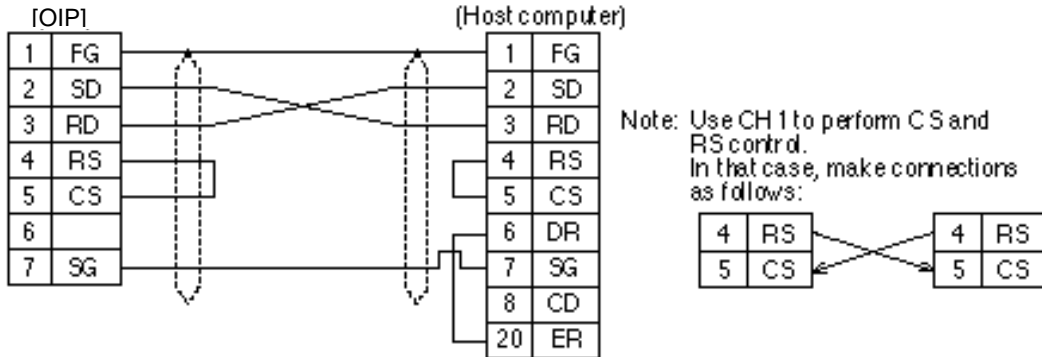 [OIP]
1 FG
2 SD
3 RD
4 RS
5 CS
6
7 SG
(Host computer)
1 FG
2 SD
3 RD
4 RS
5 CS
6 DR
7 SG
8 CD
20 ER
Note: Use CH 1 to perform C S and
RS control.
In that case, make connections
as follows:
4 RS 4 RS
5 CS 5 CS